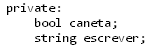 private:
    bool caneta;
    string escrever;